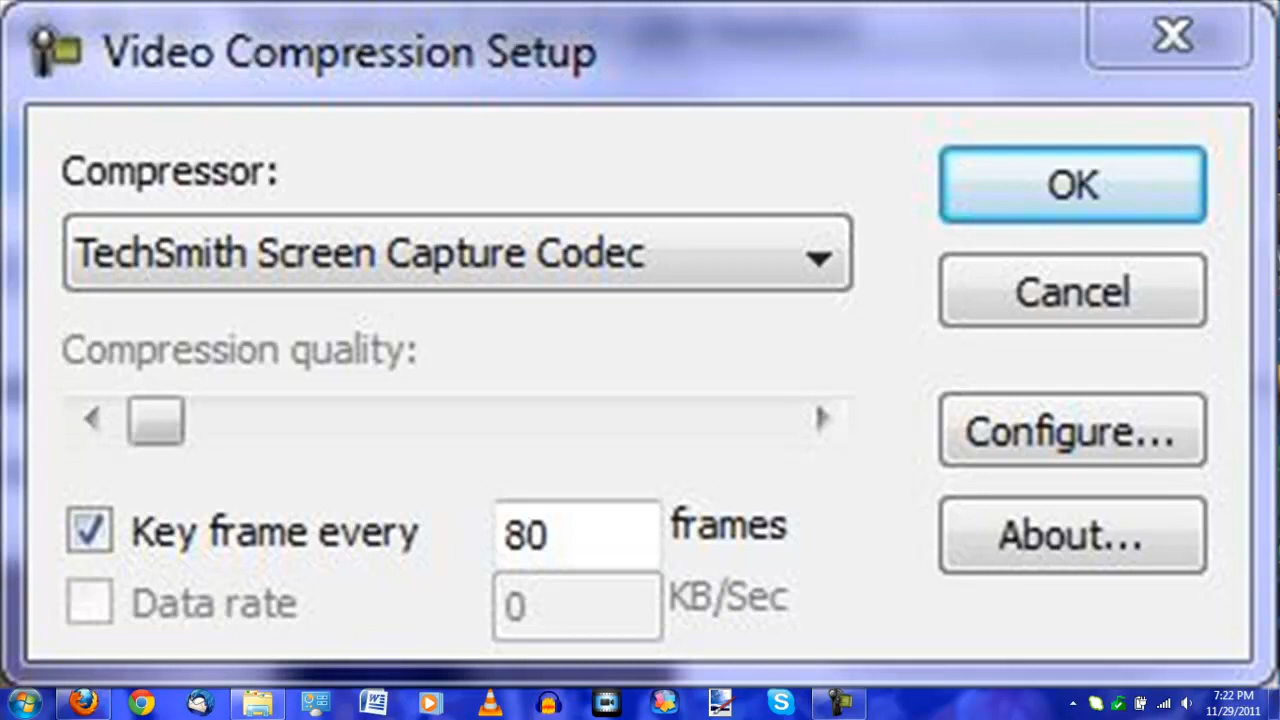 Video Compression Setup
X
Compressor:
OK
TechSmith Screen Capture Codec
Cancel
Compression quality:
Configure...
Key frame every 80 frames
About...
Data rate 0 KB/Sec
W
S
7:22 PM
11/29/2011